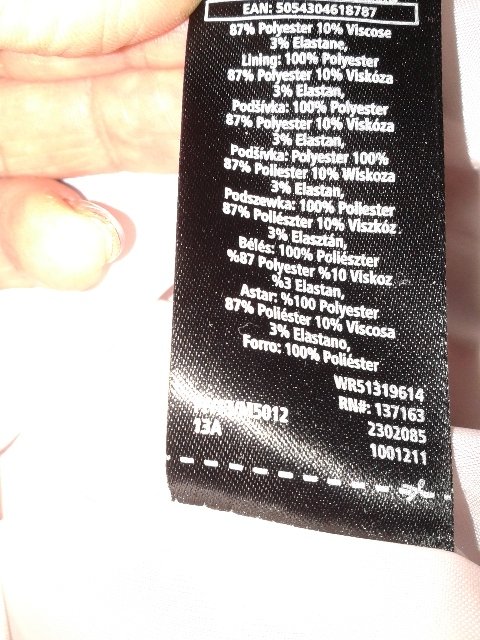 EAN: 5054304618787
87% Polyester 10% Viscose
3% Elastane,
Lining: 100% Polyester
87% Polyester 10% Viskóza
3% Elastan,
Podšívka: 100% Polyester
87% Polyester 10% Viskóza
3% Elastan,
Podšívka: Polyester 100%
87% Poliester 10% Wiskoza
3% Elastan,
Podszewka: 100% Poliester
87% Poliészter 10% Viszkóz
3% Elasztán,
Bélés: 100% Poliészter
%87 Polyester %10 Viskoz
%3 Elastan,
Astar: %100 Polyester
87% Poliéster 10% Viscosa
3% Elastano,
Forro: 100% Poliéster
WR51319614
RN#: 137163
2302085
1001211
13A